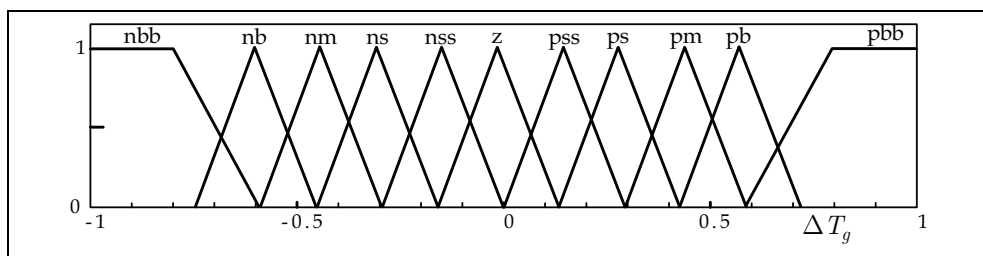 nbb nb nm ns nss z pss ps pm pb pbb
1
0
-1 -0.5 0 0.5 ΔT_g 1